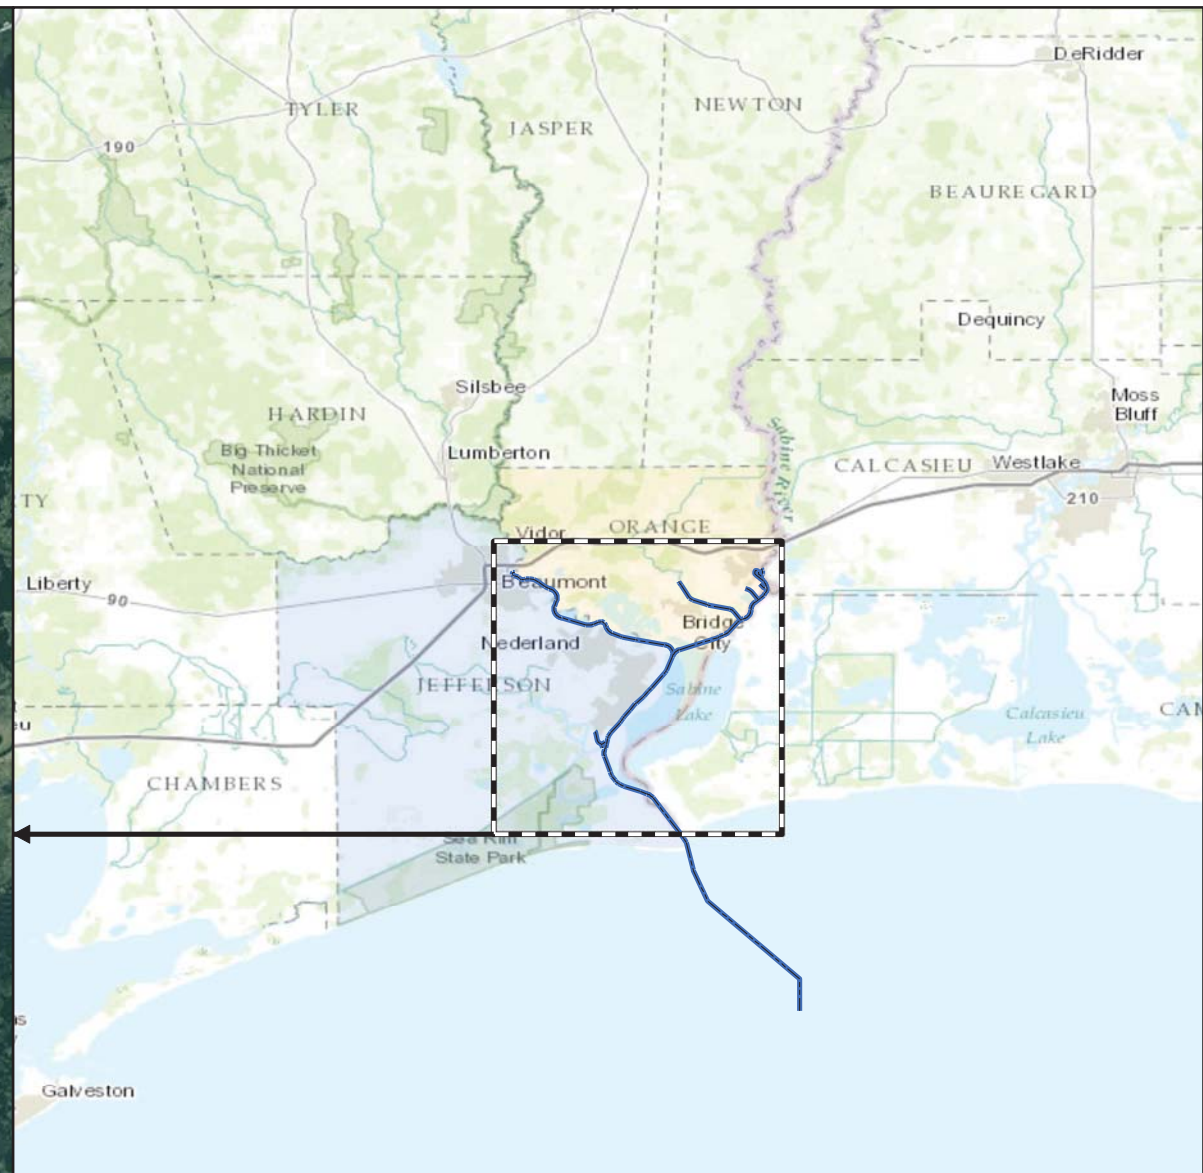 DeRidder
TYLER
NEWTON
JASPER
190
BEAUREGARD
Dequincy
Silsbee
Moss
Bluff
HARDIN
Big Thicket
National
Preserve
Lumberton
Sabine River
CALCASIEU
Westlake
210
Vidor
ORANGE
Liberty
90
Beaumont
Bridge
City
Nederland
JEFFERSON
Sabine
Lake
Calcasieu
Lake
CHAMBERS
Sea Rim
State Park
Galveston